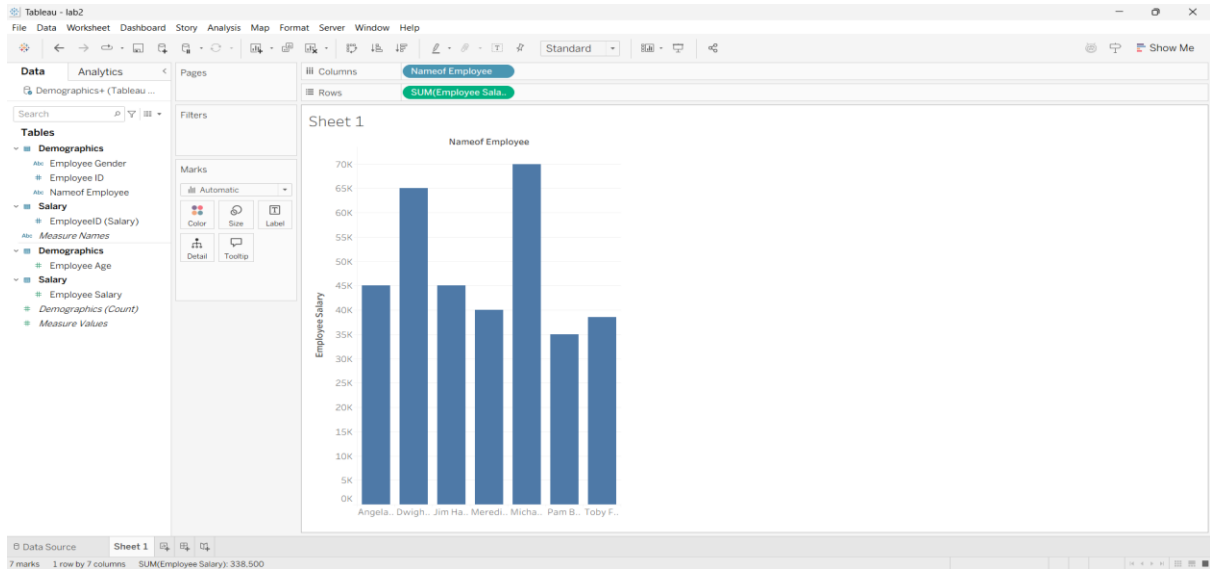 Tableau - lab2
File Data Worksheet Dashboard Story Analysis Map Format Server Window Help
Standard
Show Me
Data Analytics
Pages
Columns Nameof Employee
Demographics+ (Tableau ...
Rows SUM(Employee Sala..
Search
Filters
Sheet 1
Tables
Demographics
Abc Employee Gender
# Employee ID
Abc Nameof Employee
Salary
# EmployeeID (Salary)
Abc Measure Names
Demographics
# Employee Age
Salary
# Employee Salary
# Demographics (Count)
# Measure Values
Marks
Automatic
Color Size Label
Detail Tooltip
Nameof Employee
Employee Salary
70K
65K
60K
55K
50K
45K
40K
35K
30K
25K
20K
15K
10K
5K
0K
Angela.. Dwigh.. Jim Ha.. Meredi.. Micha.. Pam B.. Toby F..
Data Source Sheet 1
7 marks 1 row by 7 columns SUM(Employee Salary): 338,500